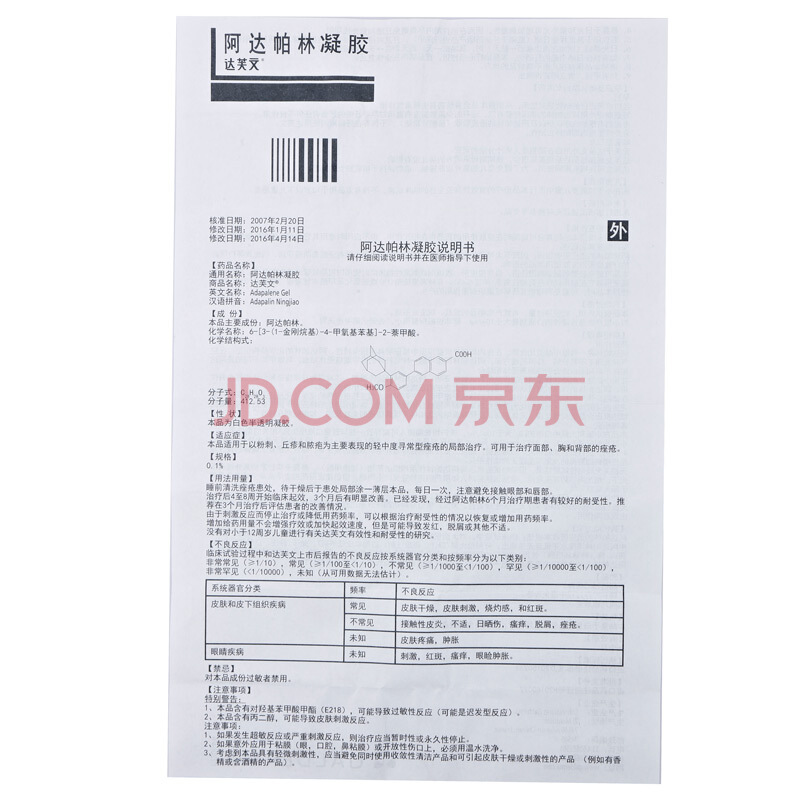 阿达帕林凝胶
达芙文®
核准日期：2007年2月20日
修改日期：2016年1月11日
修改日期：2016年4月14日
外
阿达帕林凝胶说明书
请仔细阅读说明书并在医师指导下使用
【药品名称】
通用名称：阿达帕林凝胶
商品名称：达芙文®
英文名称：Adapalene Gel
汉语拼音：Adapalin Ningjiao
【成 份】
本品主要成份：阿达帕林。
化学名称：6-[3-(1-金刚烷基)-4-甲氧基苯基]-2-萘甲酸。
化学结构式：
COOH
H₃CO
JD.COM 京东
分子式：
分子量：412.53
【性 状】
本品为白色半透明凝胶。
【适应症】
本品适用于以粉刺、丘疹和脓疱为主要表现的轻中度寻常型痤疮的局部治疗。可用于治疗面部、胸和背部的痤疮。
【规格】
0.1%
【用法用量】
睡前清洗痤疮患处，待干燥后于患处局部涂一薄层本品，每日一次，注意避免接触眼部和唇部。
治疗后4至8周开始临床起效，3个月后有明显改善。已经发现，经过阿达帕林6个月治疗期患者有较好的耐受性。推
荐在3个月治疗后评估患者的改善情况。
由于刺激反应而停止治疗或降低用药频率，可以根据治疗耐受性的情况以恢复或增加用药频率。
增加给药用量不会增强疗效或加快起效速度，但是可能导致发红，脱屑或其他不适。
没有对小于12周岁儿童进行有关达芙文有效性和耐受性的研究。
【不良反应】
临床试验过程中和达芙文上市后报告的不良反应按系统器官分类和按频率分为以下类别：
非常常见（≥1/10），常见（≥1/100至<1/10），不常见（≥1/1000至<1/100），罕见（≥1/10000至<1/100），
非常罕见（<1/10000），未知（从可用数据无法估计）。
系统器官分类 频率 不良反应
皮肤和皮下组织疾病 常见 皮肤干燥，皮肤刺激，烧灼感，和红斑。
不常见 接触性皮炎，不适，日晒伤，瘙痒，脱屑，痤疮。
未知 皮肤疼痛，肿胀
眼睛疾病 未知 刺激，红斑，瘙痒，眼睑肿胀。
【禁忌】
对本品成份过敏者禁用。
【注意事项】
特别警告：
1、本品含有对羟基苯甲酸甲酯（E218），可能导致过敏性反应（可能是迟发型反应）。
2、本品含有丙二醇，可能导致皮肤刺激反应。
注意事项：
1、如果发生超敏反应或严重刺激反应，则治疗应当暂时性或永久性停止。
2、如果意外应用于粘膜（眼，口腔，鼻粘膜）或开放性伤口上，必须用温水洗净。
3、考虑到本品具有轻微刺激性，应当避免同时使用收敛性清洁产品和可引起皮肤干燥或刺激性的产品（例如有香
精或含酒精的产品）。